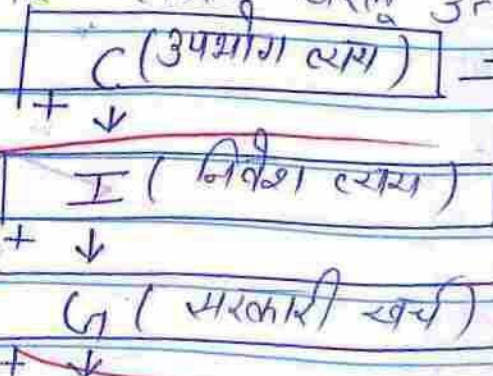 C (उपभोग व्यय) =
+ ↓
I ( निवेश व्यय )
+ ↓
G ( सरकारी खर्च )
+ ↓